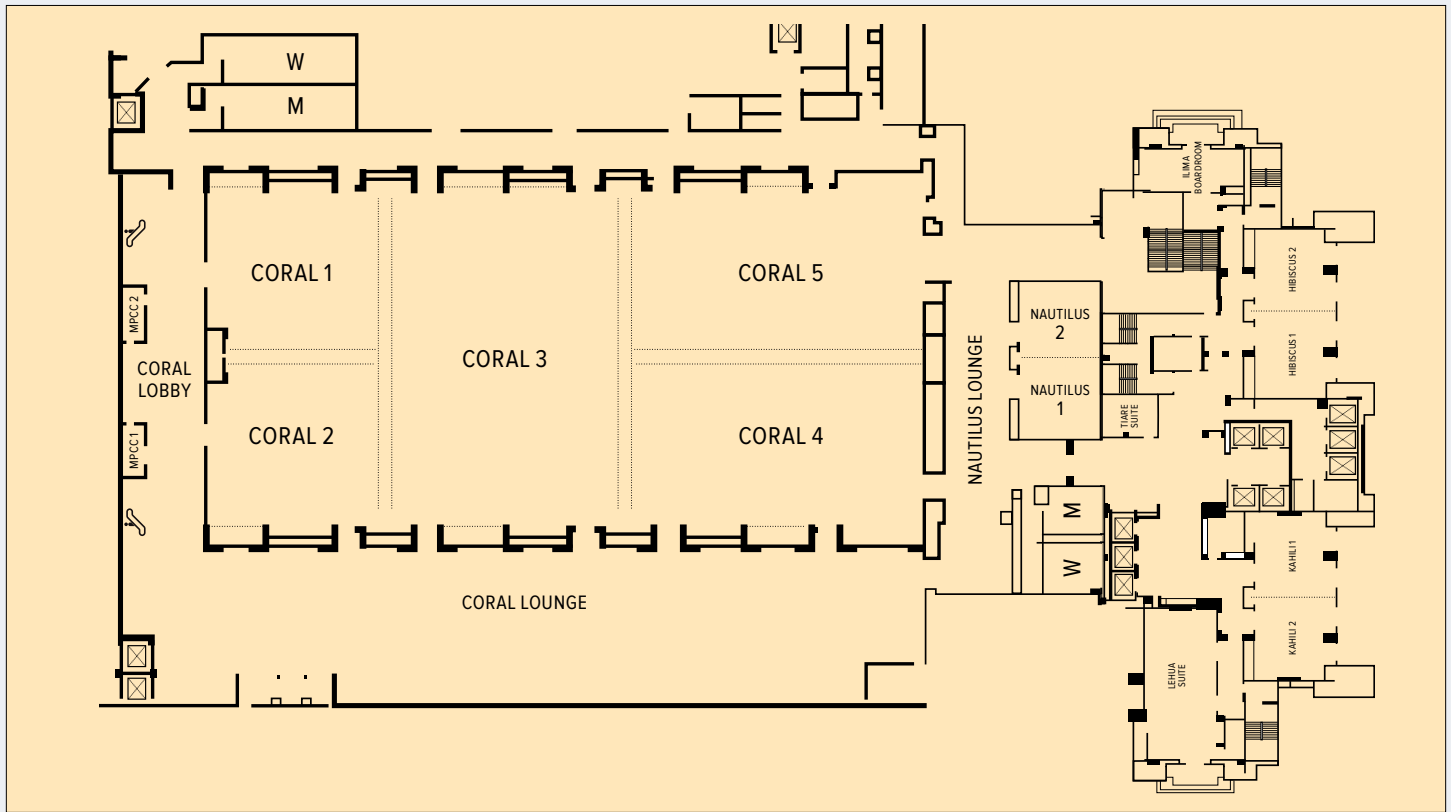 W
M
ILIMA
BOARDROOM
CORAL 1
CORAL 5
HIBISCUS 2
MPCC 2
NAUTILUS
2
CORAL 3
HIBISCUS 1
CORAL
LOBBY
NAUTILUS LOUNGE
NAUTILUS
1
TIARE
SUITE
CORAL 2
CORAL 4
MPCC 1
M
W
KAHILI 1
CORAL LOUNGE
KAHILI 2
LEHUA
SUITE